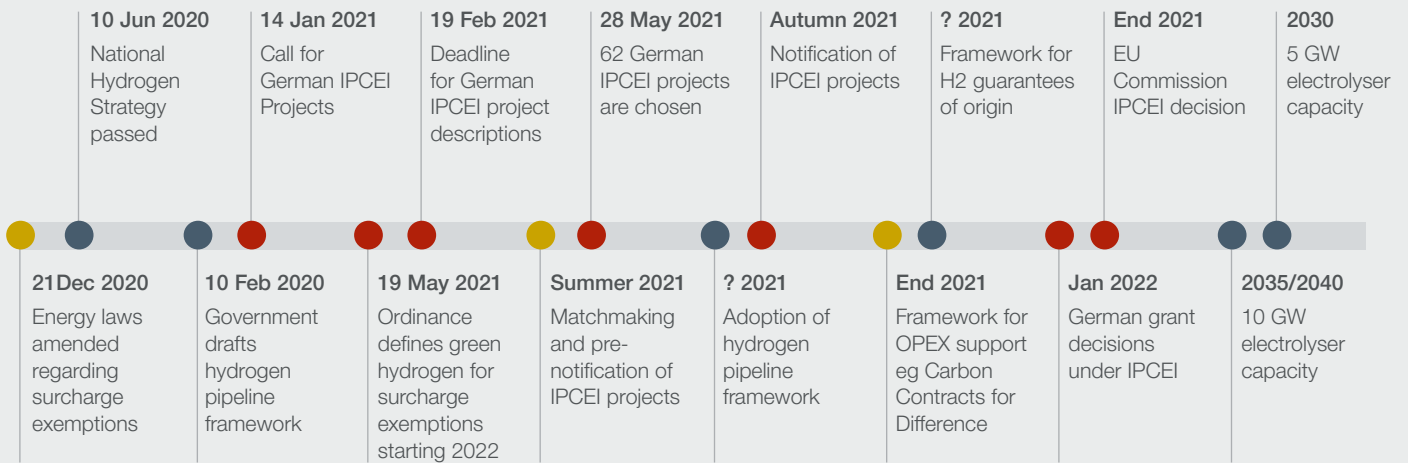 10 Jun 2020
National
Hydrogen
Strategy
passed
14 Jan 2021
Call for
German IPCEI
Projects
19 Feb 2021
Deadline
for German
IPCEI project
descriptions
28 May 2021
62 German
IPCEI projects
are chosen
Autumn 2021
Notification of
IPCEI projects
? 2021
Framework for
H2 guarantees
of origin
End 2021
EU
Commission
IPCEI decision
2030
5 GW
electrolyser
capacity
21Dec 2020
Energy laws
amended
regarding
surcharge
exemptions
10 Feb 2020
Government
drafts
hydrogen
pipeline
framework
19 May 2021
Ordinance
defines green
hydrogen for
surcharge
exemptions
starting 2022
Summer 2021
Matchmaking
and pre-
notification of
IPCEI projects
? 2021
Adoption of
hydrogen
pipeline
framework
End 2021
Framework for
OPEX support
eg Carbon
Contracts for
Difference
Jan 2022
German grant
decisions
under IPCEI
2035/2040
10 GW
electrolyser
capacity